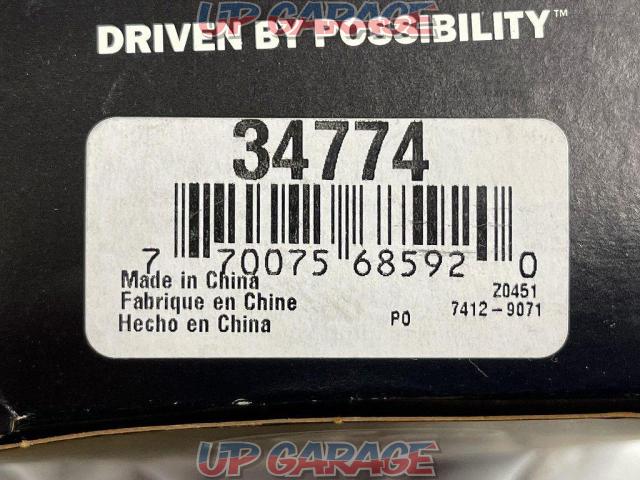 UP GARAGE
DRIVEN BY POSSIBILITY™
34774
7 70075 68592 0
Made in China
Fabrique en Chine
Hecho en China
PO
Z0451
7412-9071
UP GARAGE